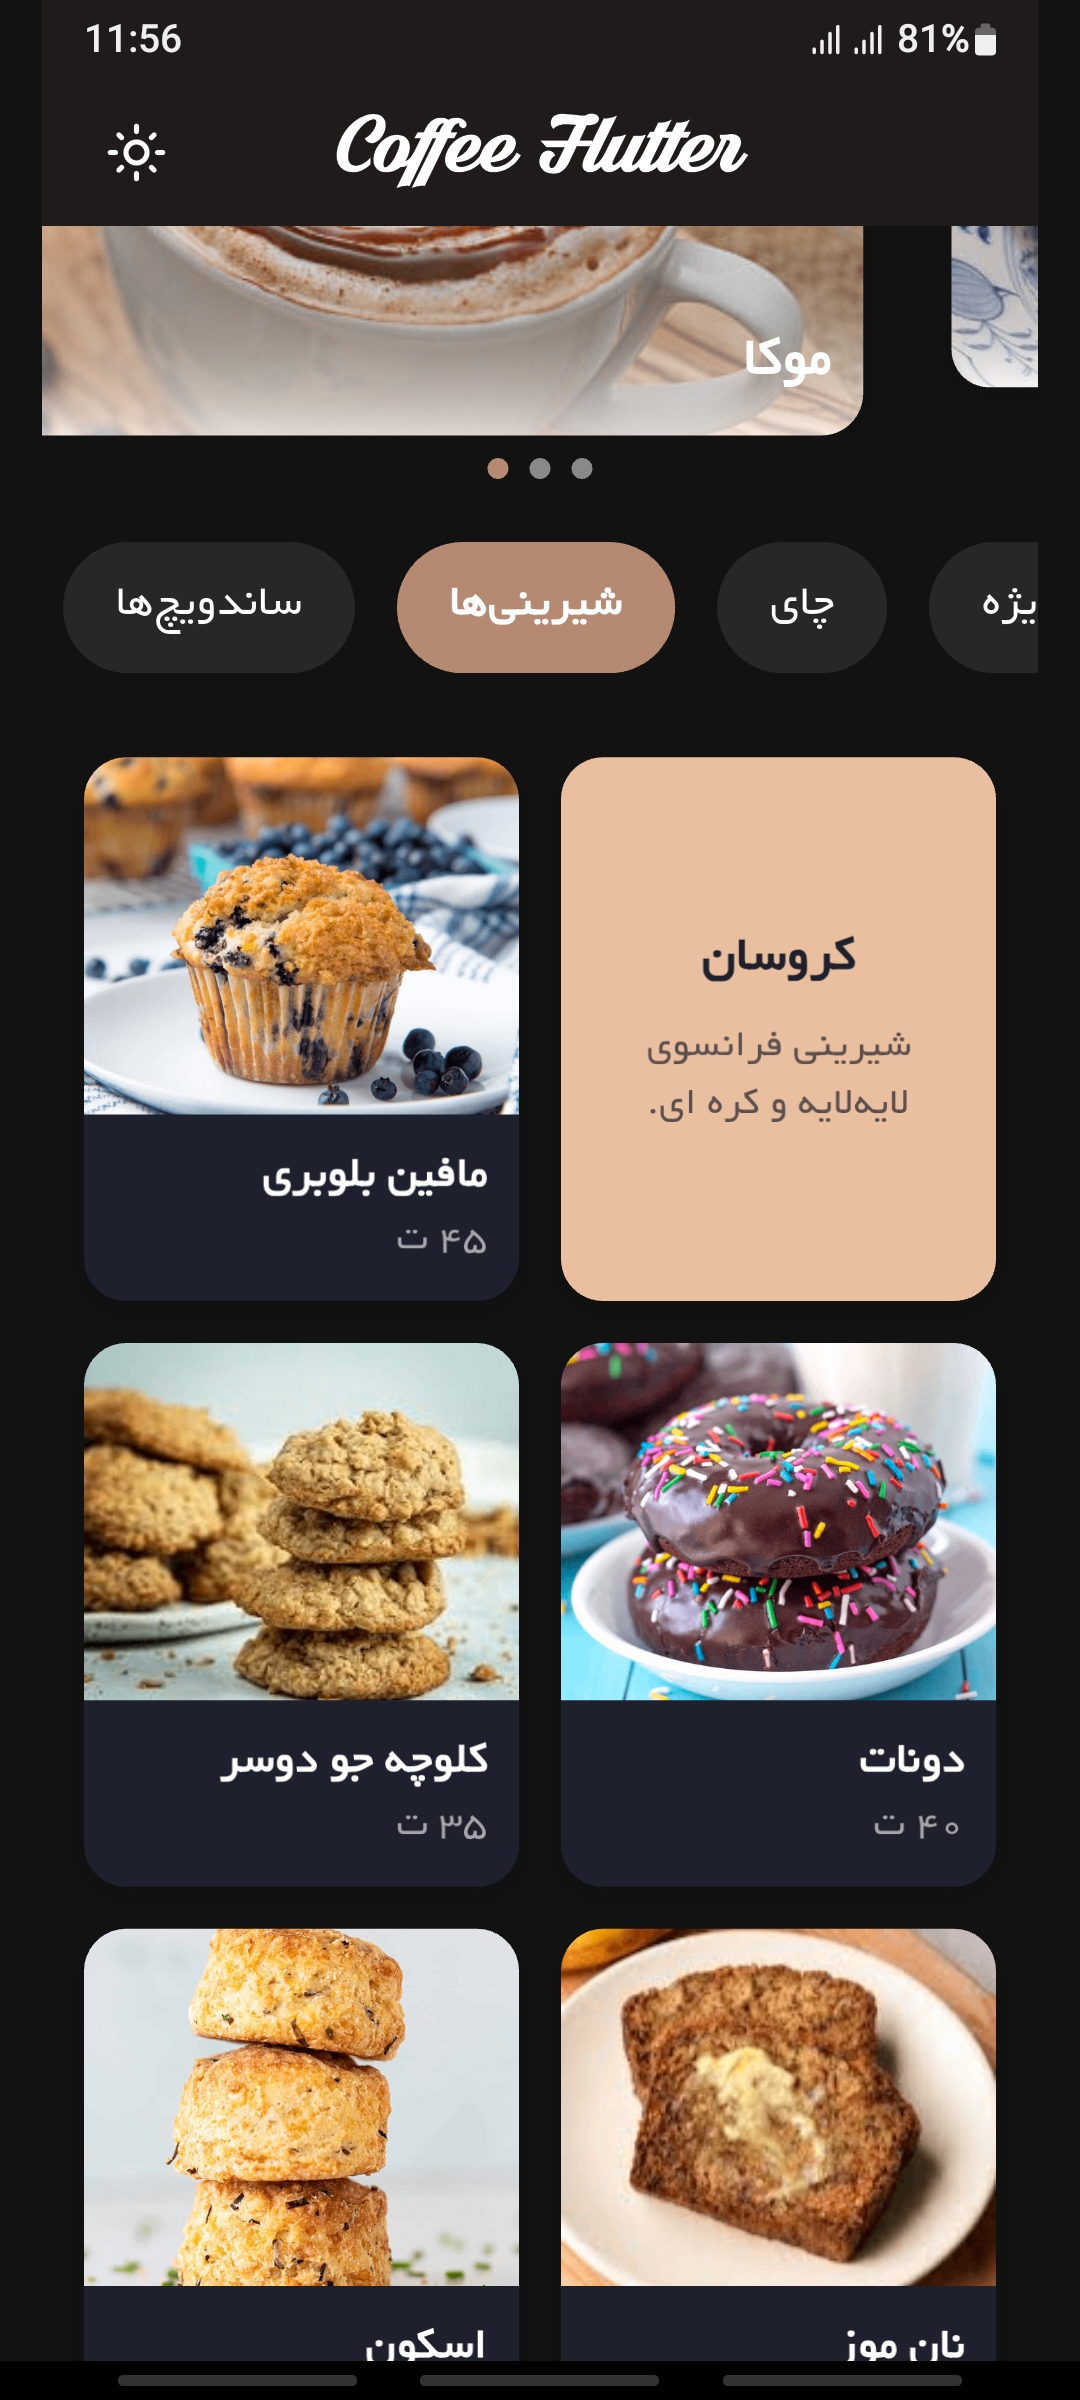 11:56
81%
Coffee Flutter
موکا
یژه
چای
شیرینی‌ها
ساندویچ‌ها
کروسان
شیرینی فرانسوی
لایه‌لایه و کره ای.
مافین بلوبری
۴۵ ت
دونات
۴۰ ت
کلوچه جو دوسر
۳۵ ت
نان موز
اسکون